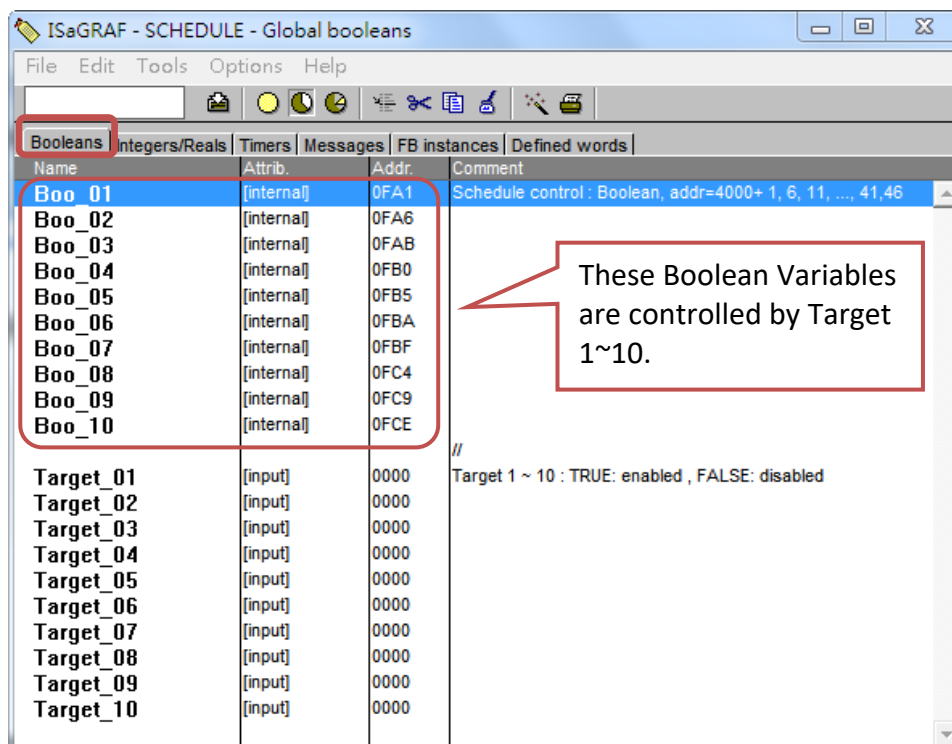 ISaGRAF - SCHEDULE - Global booleans
File Edit Tools Options Help
Booleans Integers/Reals Timers Messages FB instances Defined words
Name Attrib. Addr. Comment
Boo_01 [internal] 0FA1 Schedule control : Boolean, addr=4000+ 1, 6, 11, ..., 41,46
Boo_02 [internal] 0FA6
Boo_03 [internal] 0FAB
Boo_04 [internal] 0FB0
Boo_05 [internal] 0FB5
Boo_06 [internal] 0FBA
Boo_07 [internal] 0FBF
Boo_08 [internal] 0FC4
Boo_09 [internal] 0FC9
Boo_10 [internal] 0FCE
These Boolean Variables
are controlled by Target
1~10.
//
Target_01 [input] 0000 Target 1 ~ 10 : TRUE: enabled , FALSE: disabled
Target_02 [input] 0000
Target_03 [input] 0000
Target_04 [input] 0000
Target_05 [input] 0000
Target_06 [input] 0000
Target_07 [input] 0000
Target_08 [input] 0000
Target_09 [input] 0000
Target_10 [input] 0000